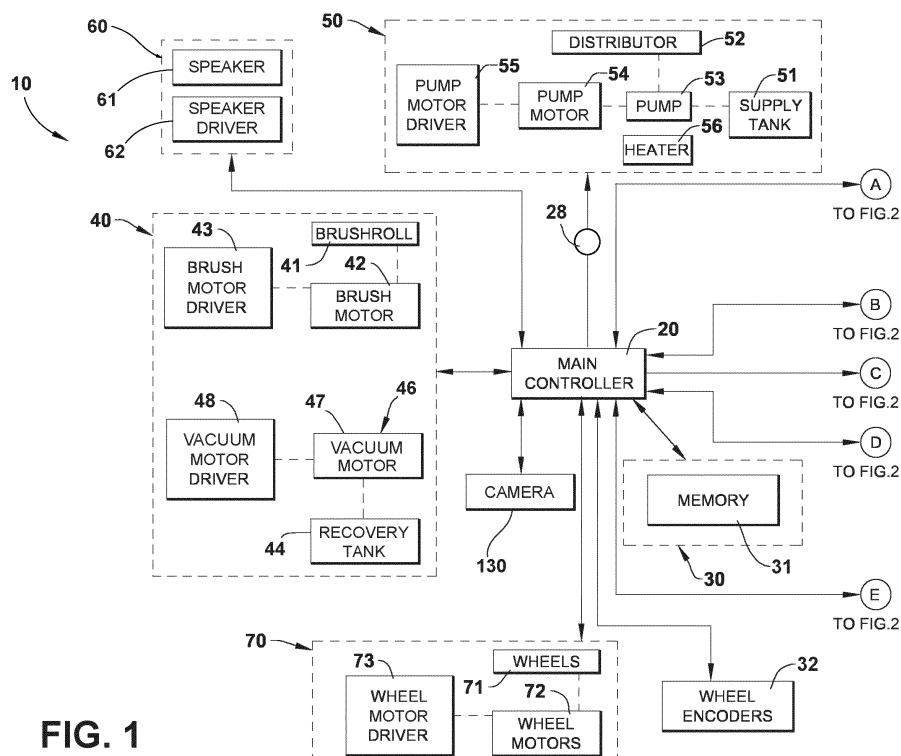 50
60
DISTRIBUTOR
52
SPEAKER
61
10
55
54
53
51
PUMP
MOTOR
DRIVER
PUMP
MOTOR
PUMP
SUPPLY
TANK
SPEAKER
DRIVER
62
56
HEATER
A
TO FIG.2
40
43
BRUSHROLL
41
42
28
BRUSH
MOTOR
DRIVER
BRUSH
MOTOR
B
TO FIG.2
20
MAIN
CONTROLLER
C
TO FIG.2
48
47
46
VACUUM
MOTOR
DRIVER
VACUUM
MOTOR
D
TO FIG.2
CAMERA
130
MEMORY
31
30
44
RECOVERY
TANK
E
TO FIG.2
70
73
WHEELS
71
72
32
WHEEL
MOTOR
DRIVER
WHEEL
MOTORS
WHEEL
ENCODERS
FIG. 1